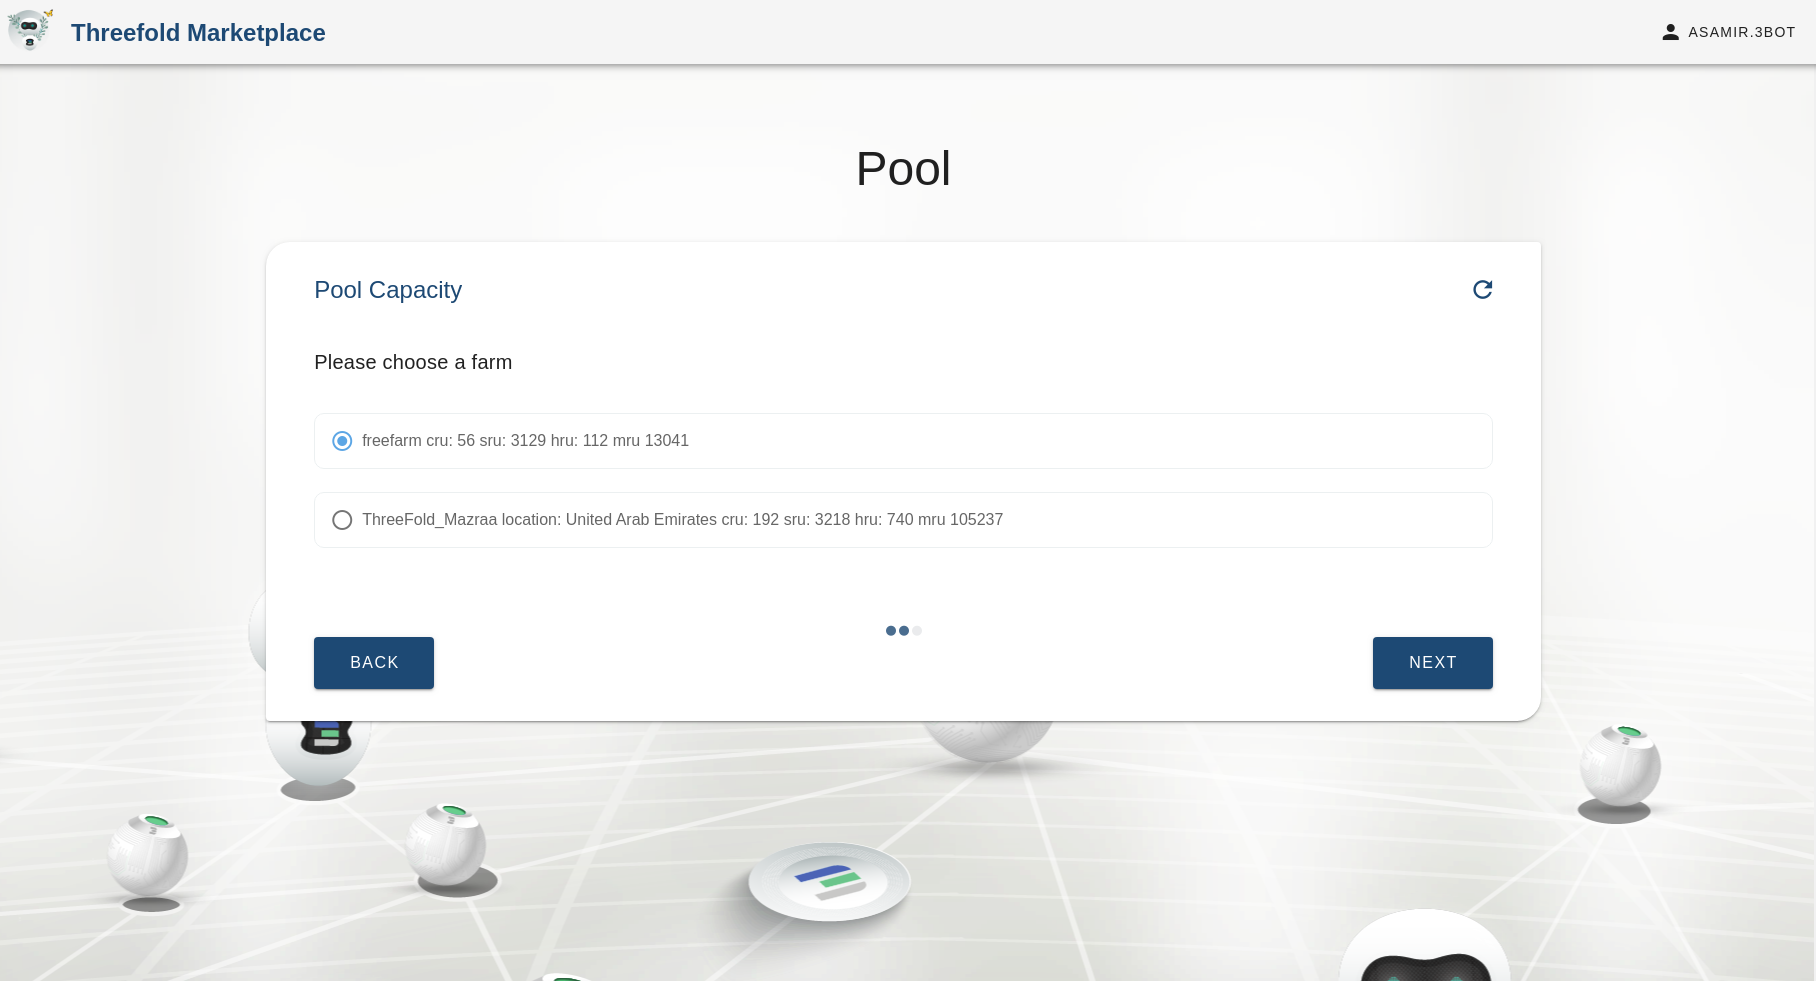 Threefold Marketplace
ASAMIR.3BOT
Pool
Pool Capacity
Please choose a farm
freefarm cru: 56 sru: 3129 hru: 112 mru 13041
ThreeFold_Mazraa location: United Arab Emirates cru: 192 sru: 3218 hru: 740 mru 105237
BACK
NEXT